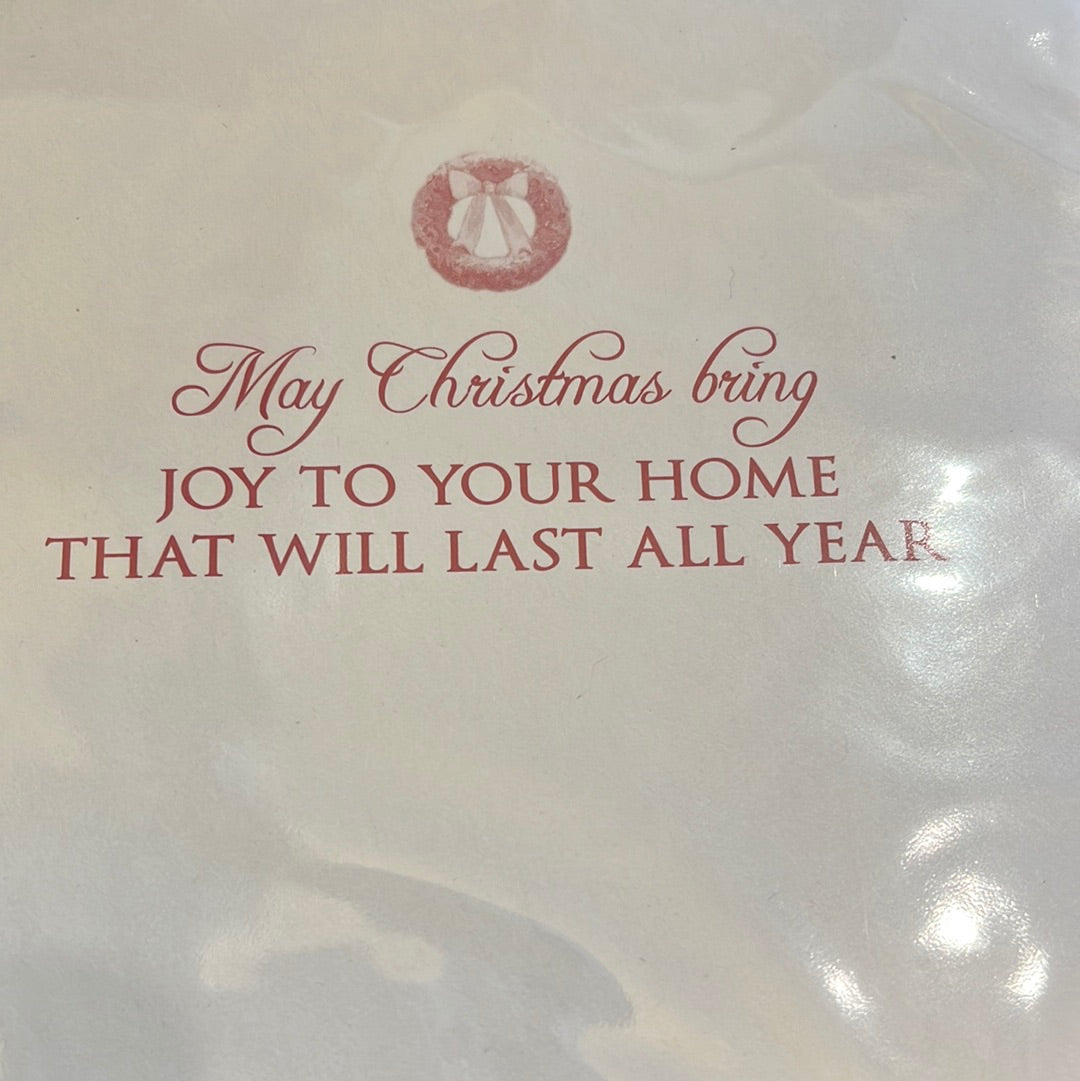 May Christmas bring
JOY TO YOUR HOME
THAT WILL LAST ALL YEAR